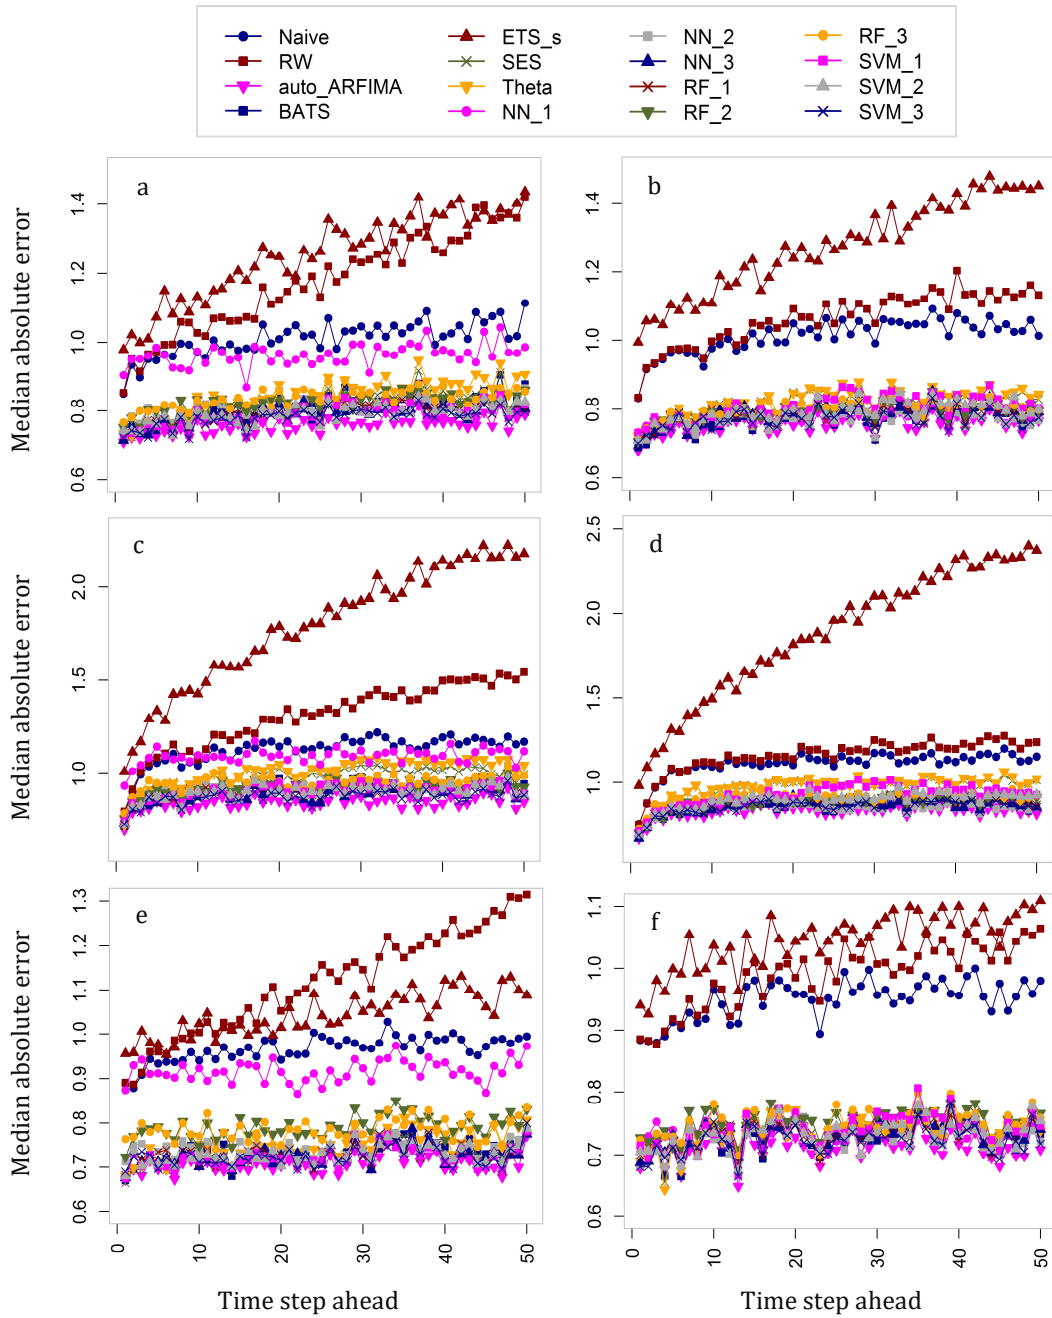 Naive ETS_s NN_2 RF_3
RW SES NN_3 SVM_1
auto_ARFIMA Theta RF_1 SVM_2
BATS NN_1 RF_2 SVM_3
a
Median absolute error
0.6 0.8 1.0 1.2 1.4
b
0.6 0.8 1.0 1.2 1.4
c
Median absolute error
1.0 1.5 2.0
d
1.0 1.5 2.0 2.5
e
Median absolute error
0.6 0.7 0.8 0.9 1.0 1.1 1.2 1.3
0 10 20 30 40 50
Time step ahead
f
0.6 0.7 0.8 0.9 1.0 1.1
0 10 20 30 40 50
Time step ahead